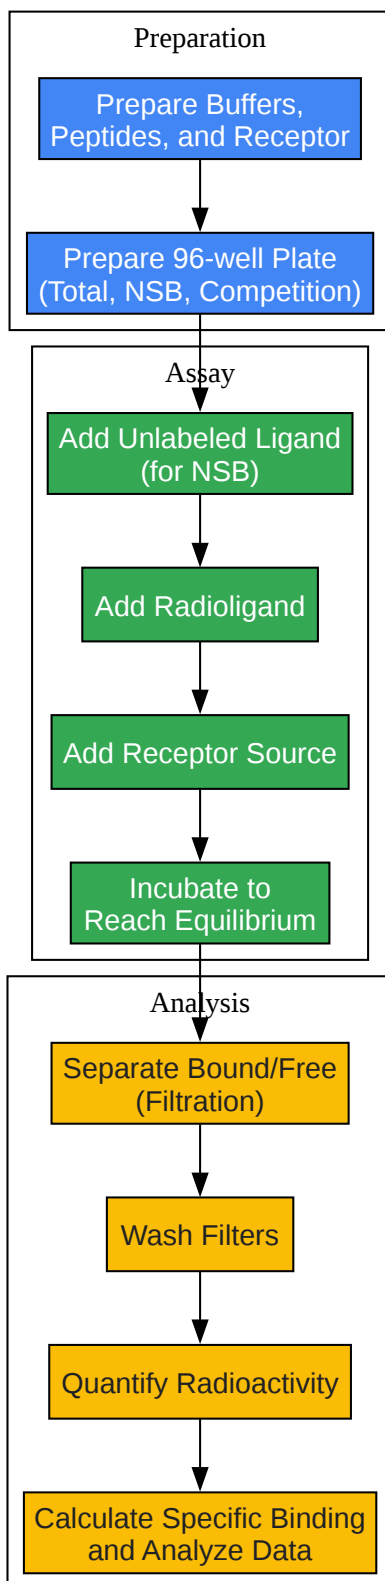 Preparation
Prepare Buffers,
Peptides, and Receptor
Prepare 96-well Plate
(Total, NSB, Competition)
Assay
Add Unlabeled Ligand
(for NSB)
Add Radioligand
Add Receptor Source
Incubate to
Reach Equilibrium
Analysis
Separate Bound/Free
(Filtration)
Wash Filters
Quantify Radioactivity
Calculate Specific Binding
and Analyze Data